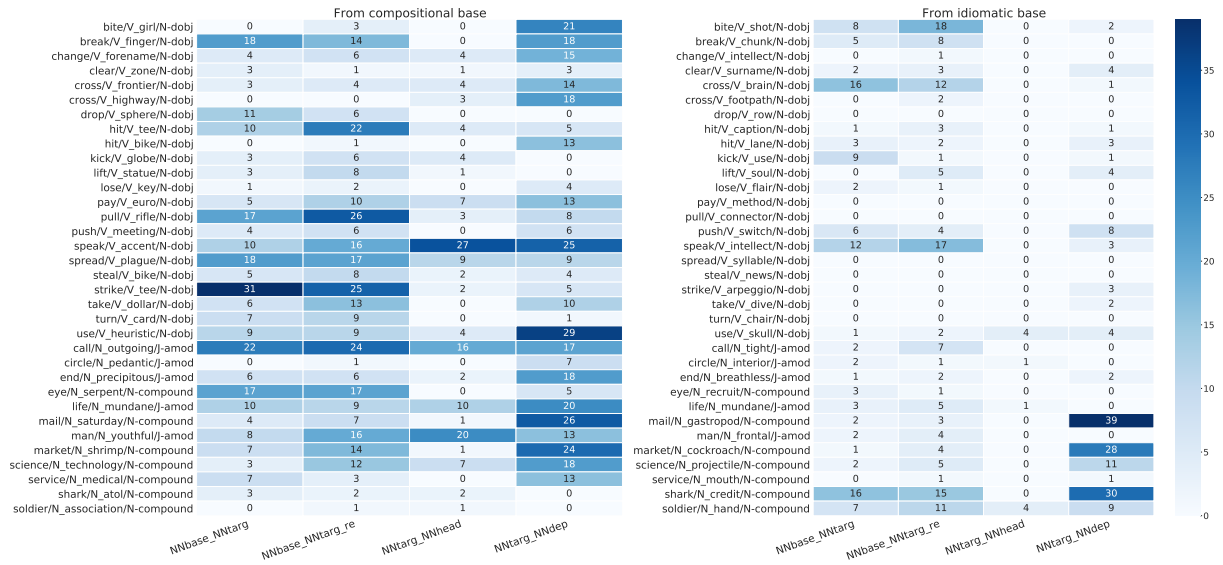 From compositional base
bite/V_girl/N-dobj 0 3 0 21
break/V_finger/N-dobj 18 14 0 18
change/V_forename/N-dobj 4 6 4 15
clear/V_zone/N-dobj 3 1 1 3
cross/V_frontier/N-dobj 3 4 4 14
cross/V_highway/N-dobj 0 0 3 18
drop/V_sphere/N-dobj 11 6 0 0
hit/V_tee/N-dobj 10 22 4 5
hit/V_bike/N-dobj 0 1 0 13
kick/V_globe/N-dobj 3 6 4 0
lift/V_statue/N-dobj 3 8 1 0
lose/V_key/N-dobj 1 2 0 4
pay/V_euro/N-dobj 5 10 7 13
pull/V_rifle/N-dobj 17 26 3 8
push/V_meeting/N-dobj 4 6 0 6
speak/V_accent/N-dobj 10 16 27 25
spread/V_plague/N-dobj 18 17 9 9
steal/V_bike/N-dobj 5 8 2 4
strike/V_tee/N-dobj 31 25 2 5
take/V_dollar/N-dobj 6 13 0 10
turn/V_card/N-dobj 7 9 0 1
use/V_heuristic/N-dobj 9 9 4 29
call/N_outgoing/J-amod 22 24 16 17
circle/N_pedantic/J-amod 0 1 0 7
end/N_precipitous/J-amod 6 6 2 18
eye/N_serpent/N-compound 17 17 0 5
life/N_mundane/J-amod 10 9 10 20
mail/N_saturday/N-compound 4 7 1 26
man/N_youthful/J-amod 8 16 20 13
market/N_shrimp/N-compound 7 14 1 24
science/N_technology/N-compound 3 12 7 18
service/N_medical/N-compound 7 3 0 13
shark/N_atol/N-compound 3 2 2 0
soldier/N_association/N-compound 0 1 1 0
NNbase_NNtarg NNbase_NNtarg_re NNtarg_NNhead NNtarg_NNdep
From idiomatic base
bite/V_shot/N-dobj 8 18 0 2
break/V_chunk/N-dobj 5 8 0 0
change/V_intellect/N-dobj 0 1 0 0
clear/V_surname/N-dobj 2 3 0 4
cross/V_brain/N-dobj 16 12 0 1
cross/V_footpath/N-dobj 0 2 0 0
drop/V_row/N-dobj 0 0 0 0
hit/V_caption/N-dobj 1 3 0 1
hit/V_lane/N-dobj 3 2 0 3
kick/V_use/N-dobj 9 1 0 1
lift/V_soul/N-dobj 0 5 0 4
lose/V_flair/N-dobj 2 1 0 0
pay/V_method/N-dobj 0 0 0 0
pull/V_connector/N-dobj 0 0 0 0
push/V_switch/N-dobj 6 4 0 8
speak/V_intellect/N-dobj 12 17 0 3
spread/V_syllable/N-dobj 0 0 0 0
steal/V_news/N-dobj 0 0 0 0
strike/V_arpeggio/N-dobj 0 0 0 3
take/V_dive/N-dobj 0 0 0 2
turn/V_chair/N-dobj 0 0 0 0
use/V_skull/N-dobj 1 2 4 4
call/N_tight/J-amod 2 7 0 0
circle/N_interior/J-amod 2 1 1 0
end/N_breathless/J-amod 1 2 0 2
eye/N_recruit/N-compound 3 1 0 0
life/N_mundane/J-amod 3 5 1 0
mail/N_gastropod/N-compound 2 3 0 39
man/N_frontal/J-amod 2 4 0 0
market/N_cockroach/N-compound 1 4 0 28
science/N_projectile/N-compound 2 5 0 11
service/N_mouth/N-compound 0 1 0 1
shark/N_credit/N-compound 16 15 0 30
soldier/N_hand/N-compound 7 11 4 9
NNbase_NNtarg NNbase_NNtarg_re NNtarg_NNhead NNtarg_NNdep
35
30
25
20
15
10
5
0